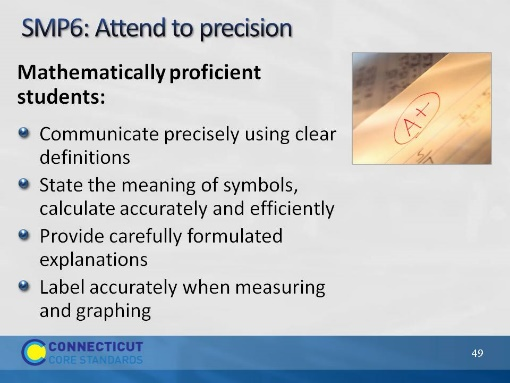 SMP6: Attend to precision
Mathematically proficient
students:
Communicate precisely using clear
definitions
State the meaning of symbols,
calculate accurately and efficiently
Provide carefully formulated
explanations
Label accurately when measuring
and graphing
A+
CONNECTICUT
CORE STANDARDS
49